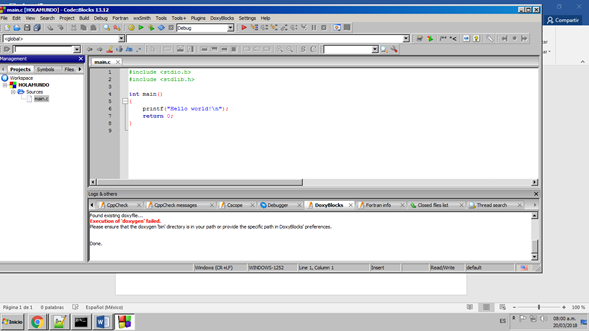 main.c [HOLAMUNDO] - Code::Blocks 13.12
File Edit View Search Project Build Debug Fortran wxSmith Tools Tools+ Plugins DoxyBlocks Settings Help
Debug
<global>
Management
Projects Symbols Files
Workspace
HOLAMUNDO
Sources
main.c
main.c
1 #include <stdio.h>
2 #include <stdlib.h>
3
4 int main()
5 {
6 printf("Hello world!\n");
7 return 0;
8 }
9
Logs & others
CppCheck CppCheck messages Cscope Debugger DoxyBlocks Fortran info Closed files list Thread search
Found existing doxyfile...
Execution of 'doxygen' failed.
Please ensure that the doxygen 'bin' directory is in your path or provide the specific path in DoxyBlocks' preferences.
Done.
Windows (CR+LF) WINDOWS-1252 Line 1, Column 1 Insert Read/Write default
Compartir
Página 1 de 1 0 palabras Español (México) 100 %
Inicio ES 08:00 a.m.
20/03/2018